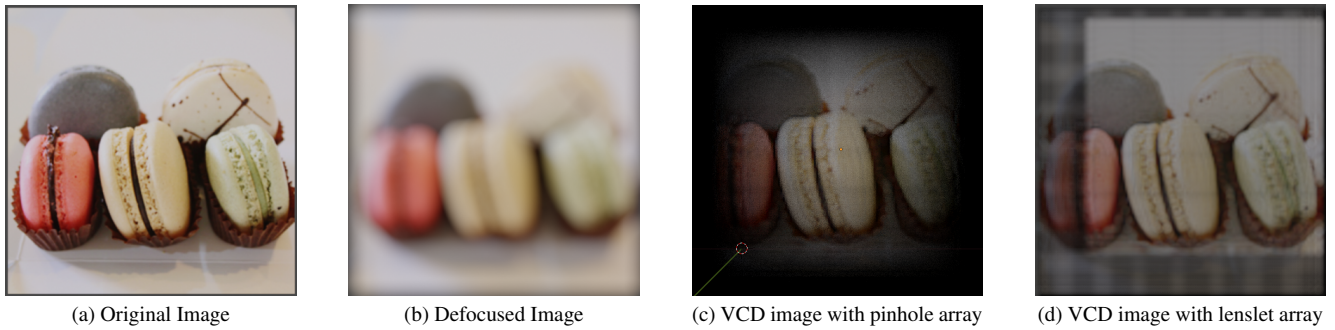 (a) Original Image
(b) Defocused Image
(c) VCD image with pinhole array
(d) VCD image with lenslet array